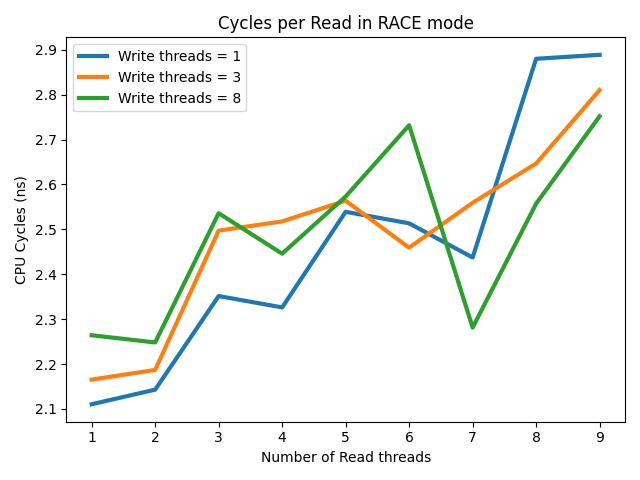 Cycles per Read in RACE mode
Write threads = 1
Write threads = 3
Write threads = 8
CPU Cycles (ns)
2.9
2.8
2.7
2.6
2.5
2.4
2.3
2.2
2.1
1 2 3 4 5 6 7 8 9
Number of Read threads